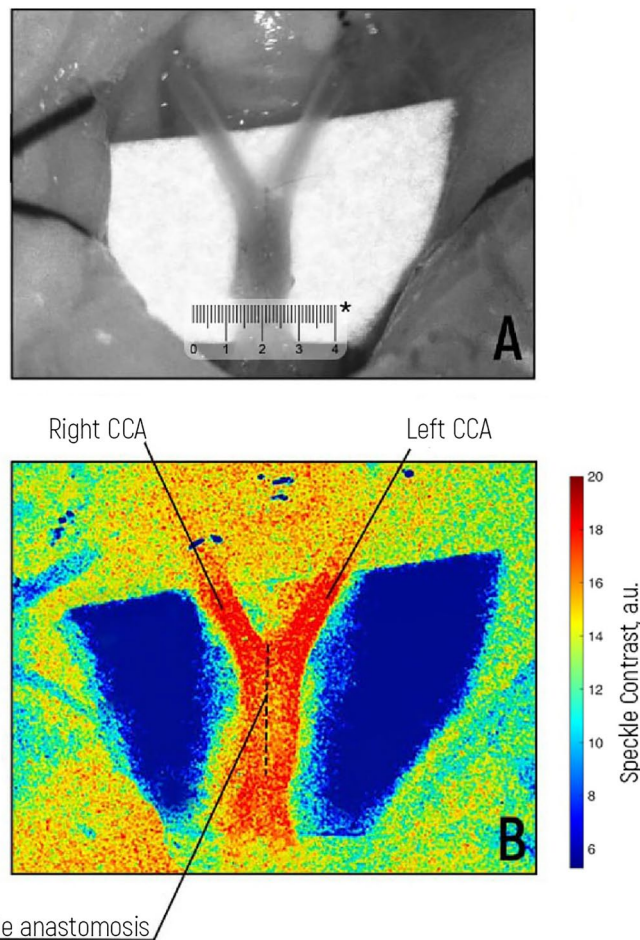 *
0 1 2 3 4
A
Right CCA
Left CCA
20
18
16
14
12
10
8
6
Speckle Contrast, a.u.
B
e anastomosis